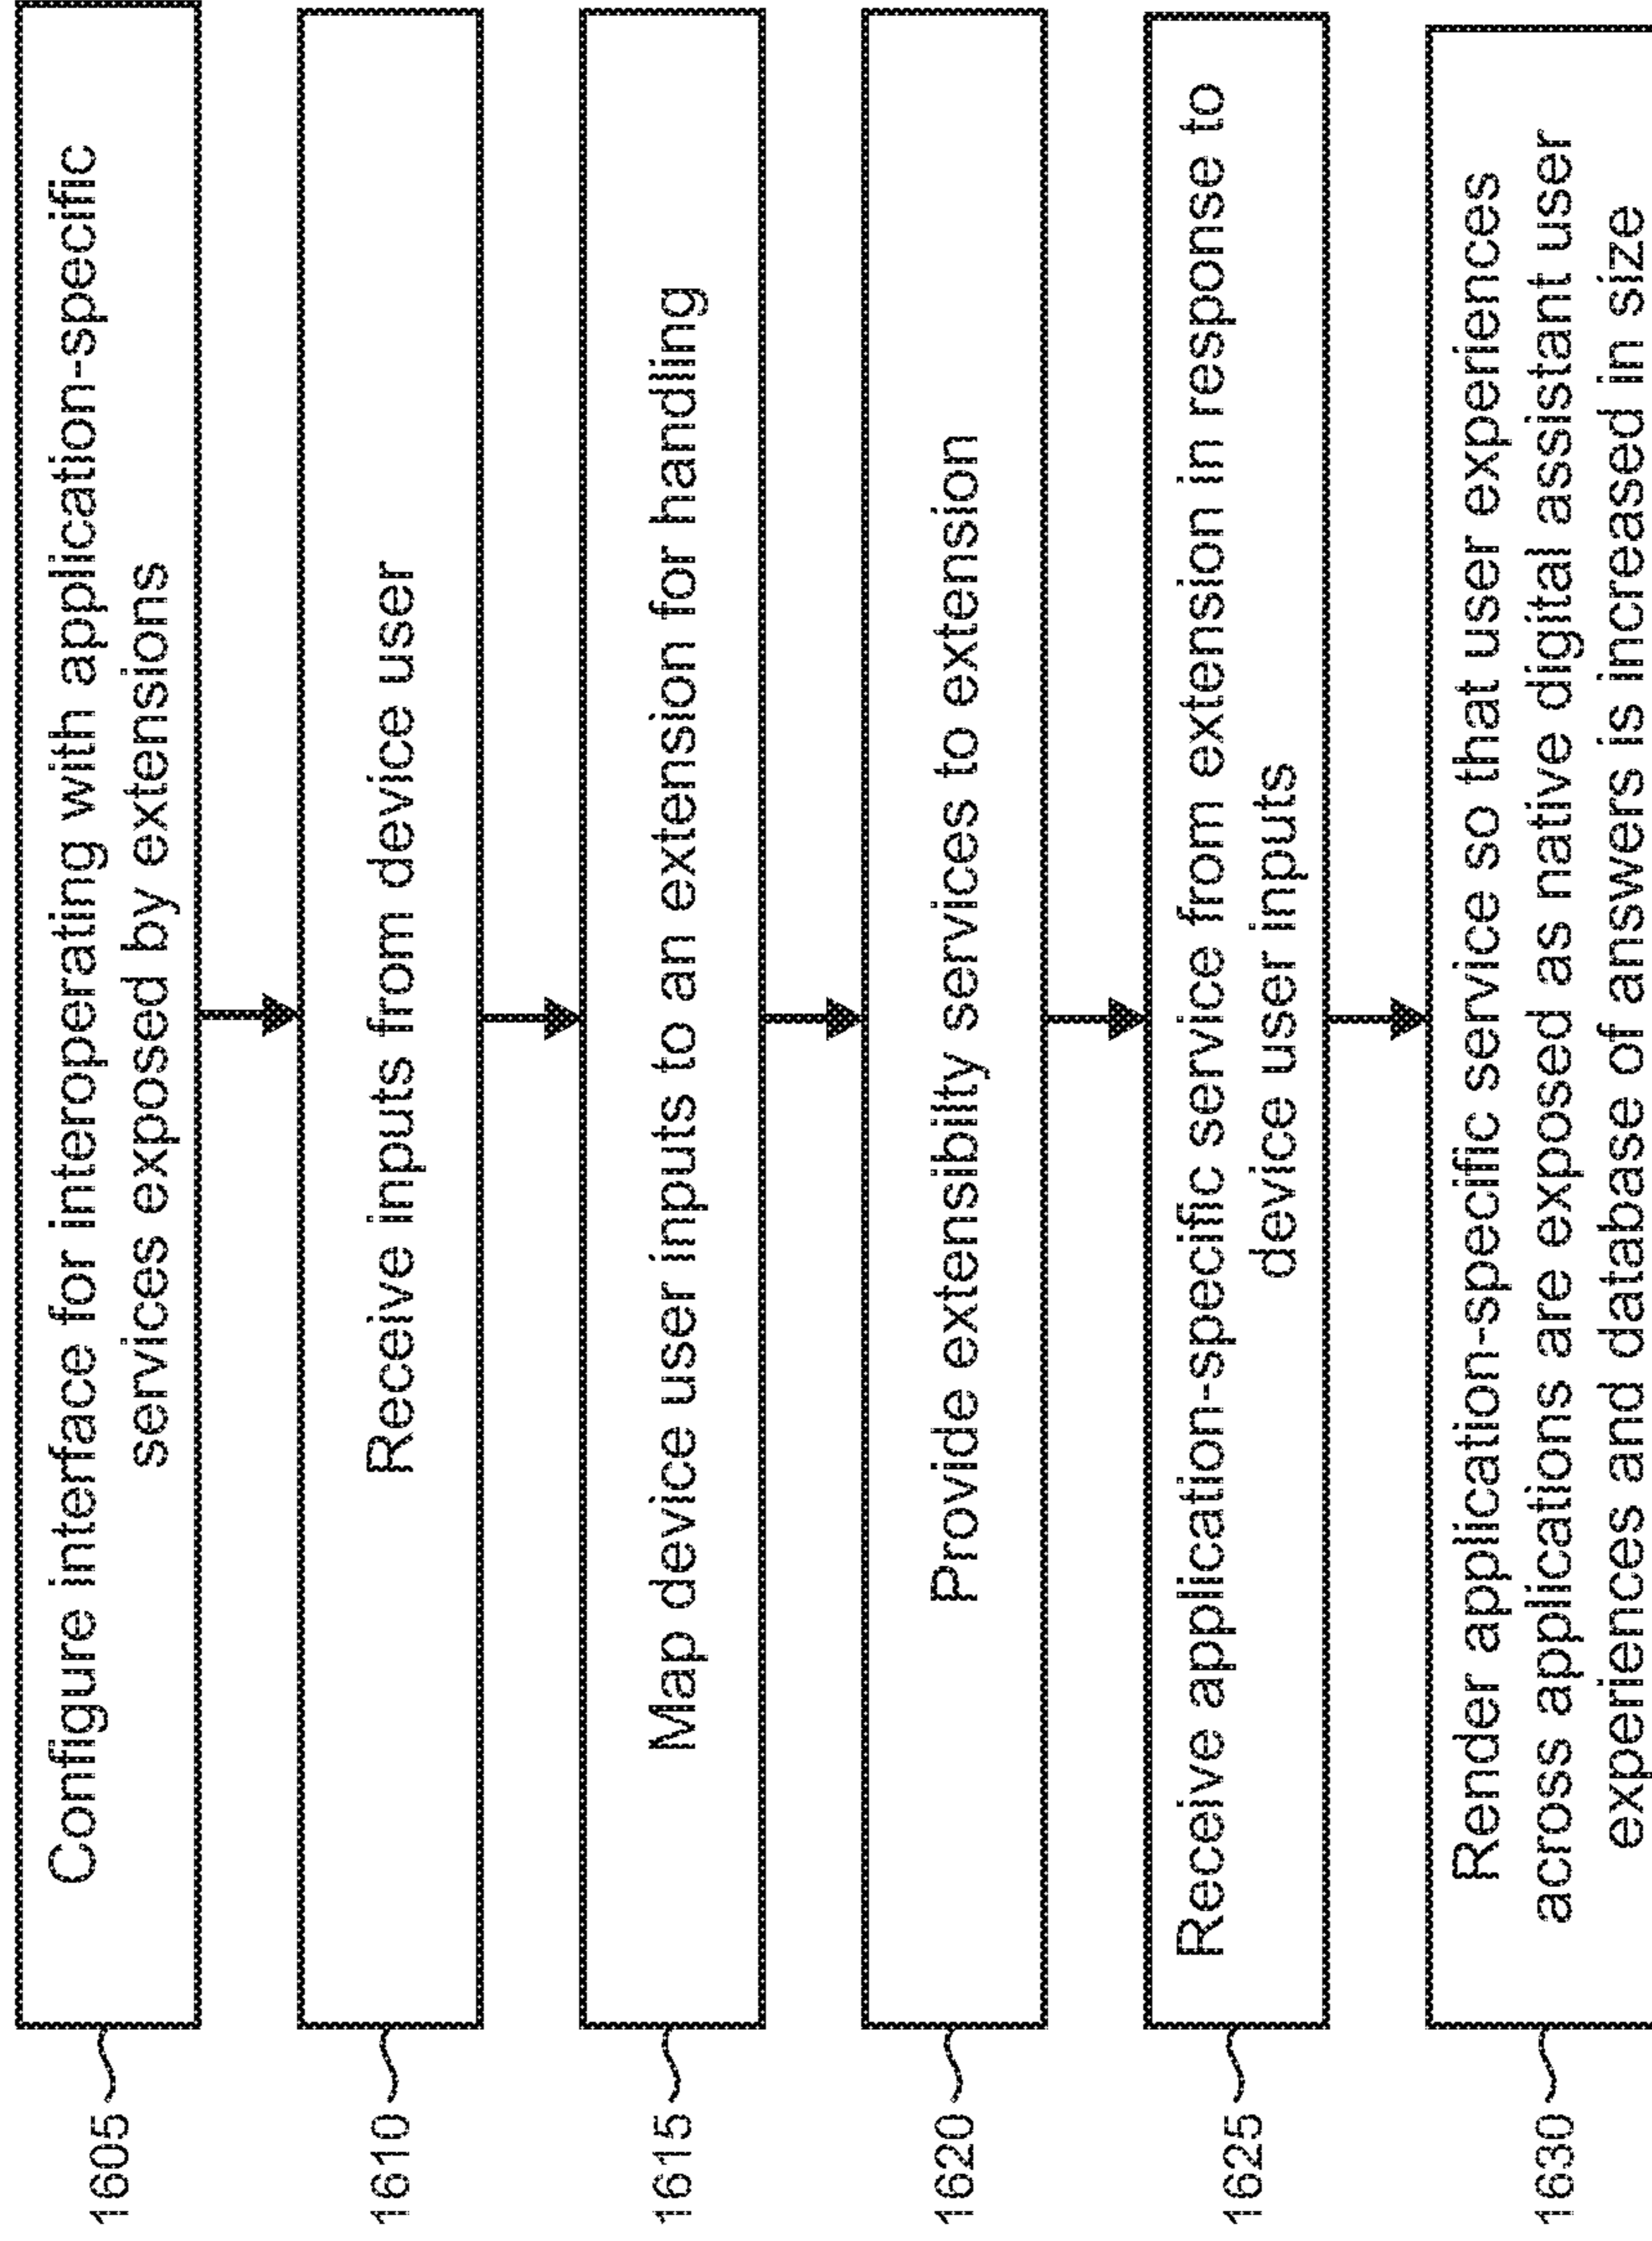 1605
Configure interface for interoperating with application-specific
services exposed by extensions
1610
Receive inputs from device user
1615
Map device user inputs to an extension for handling
1620
Provide extensibility services to extension
1625
Receive application-specific service from extension in response to
device user inputs
1630
Render application-specific service so that user experiences
across applications are exposed as native digital assistant user
experiences and database of answers is increased in size